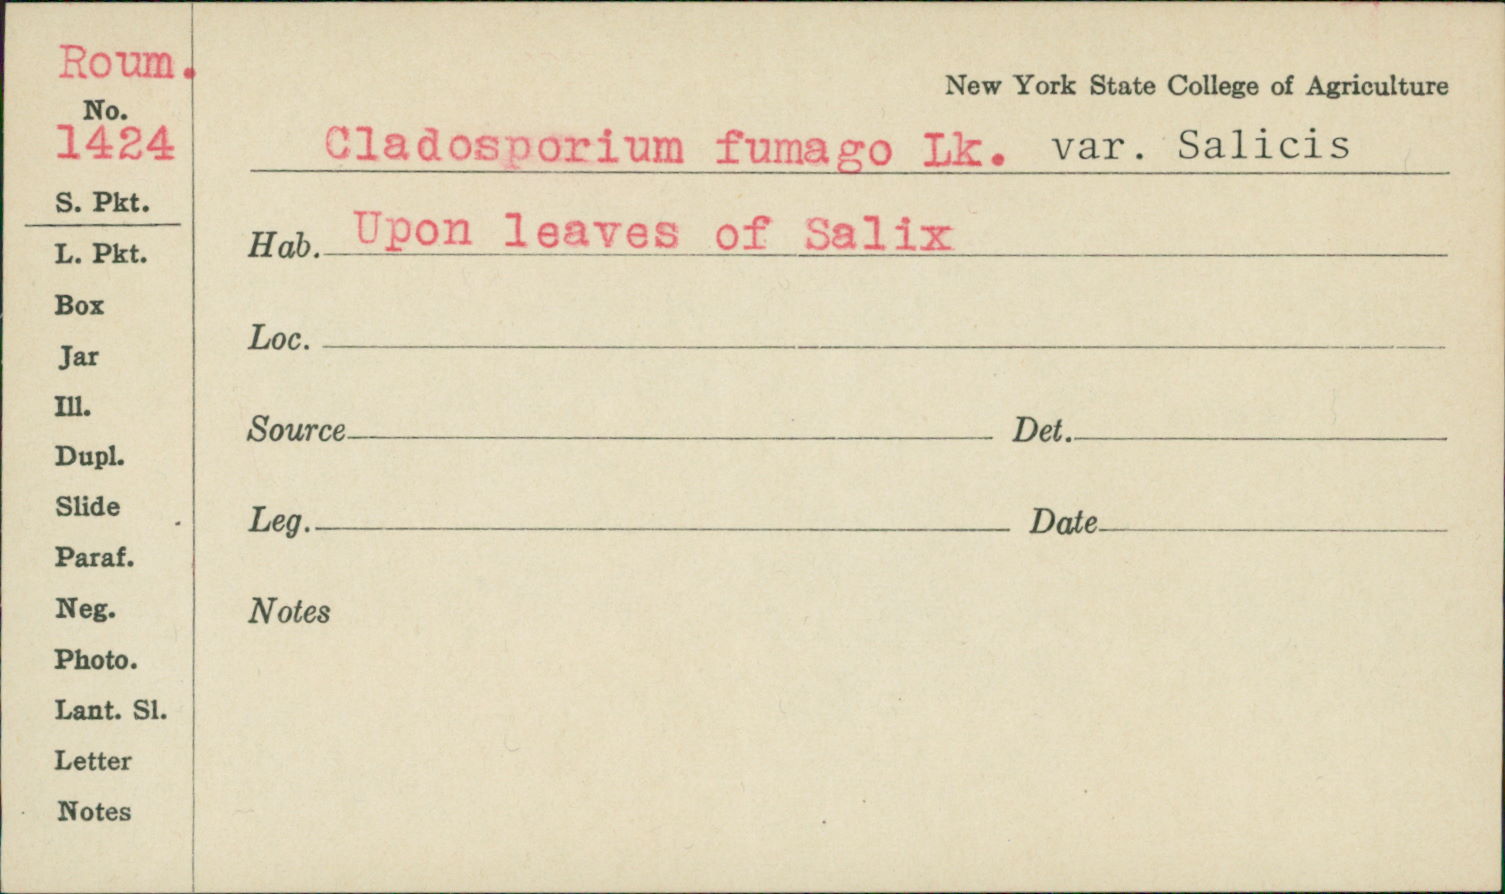 Roum.
No.
1424
S. Pkt.
L. Pkt.
Box
Jar
Ill.
Dupl.
Slide
Paraf.
Neg.
Photo.
Lant. Sl.
Letter
Notes
New York State College of Agriculture
Cladosporium fumago Lk. var. Salicis
Hab. Upon leaves of Salix
Loc.
Source Det.
Leg. Date
Notes